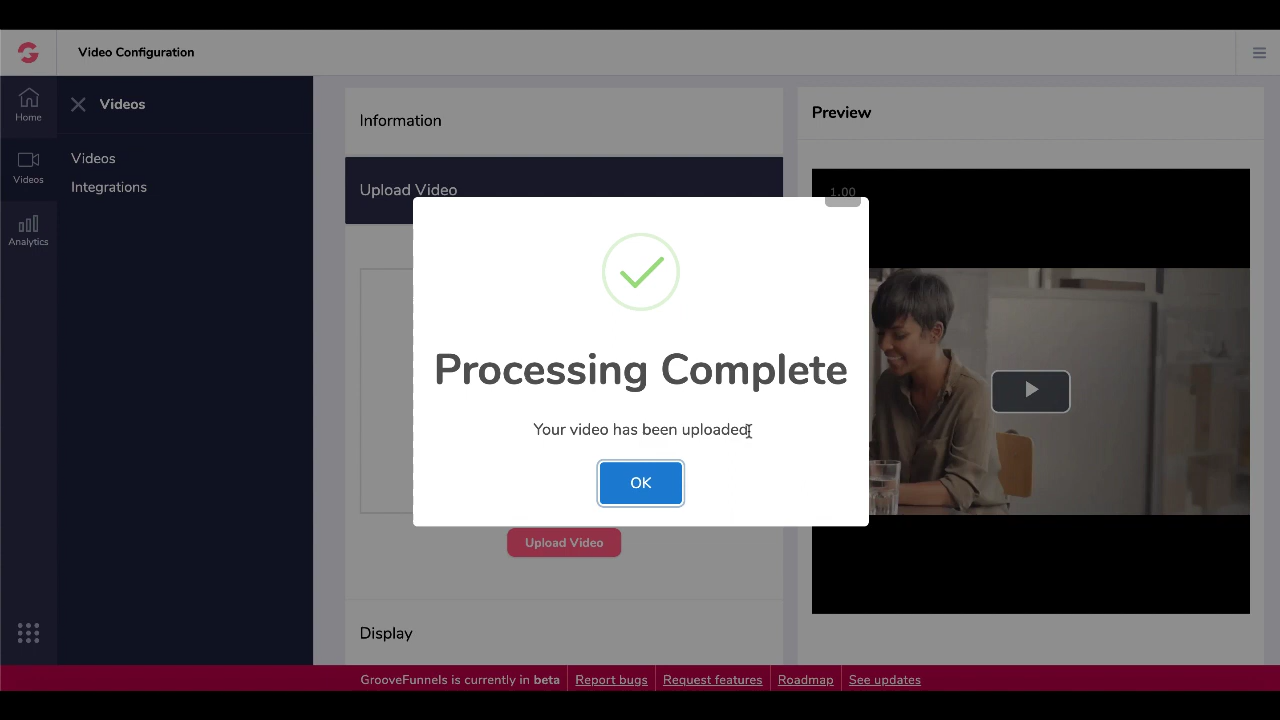 Video Configuration
Home
Videos
Analytics
Videos
Videos
Integrations
Information
Upload Video
Upload Video
Display
Preview
1.00
Processing Complete
Your video has been uploaded
OK
GrooveFunnels is currently in beta
Report bugs
Request features
Roadmap
See updates